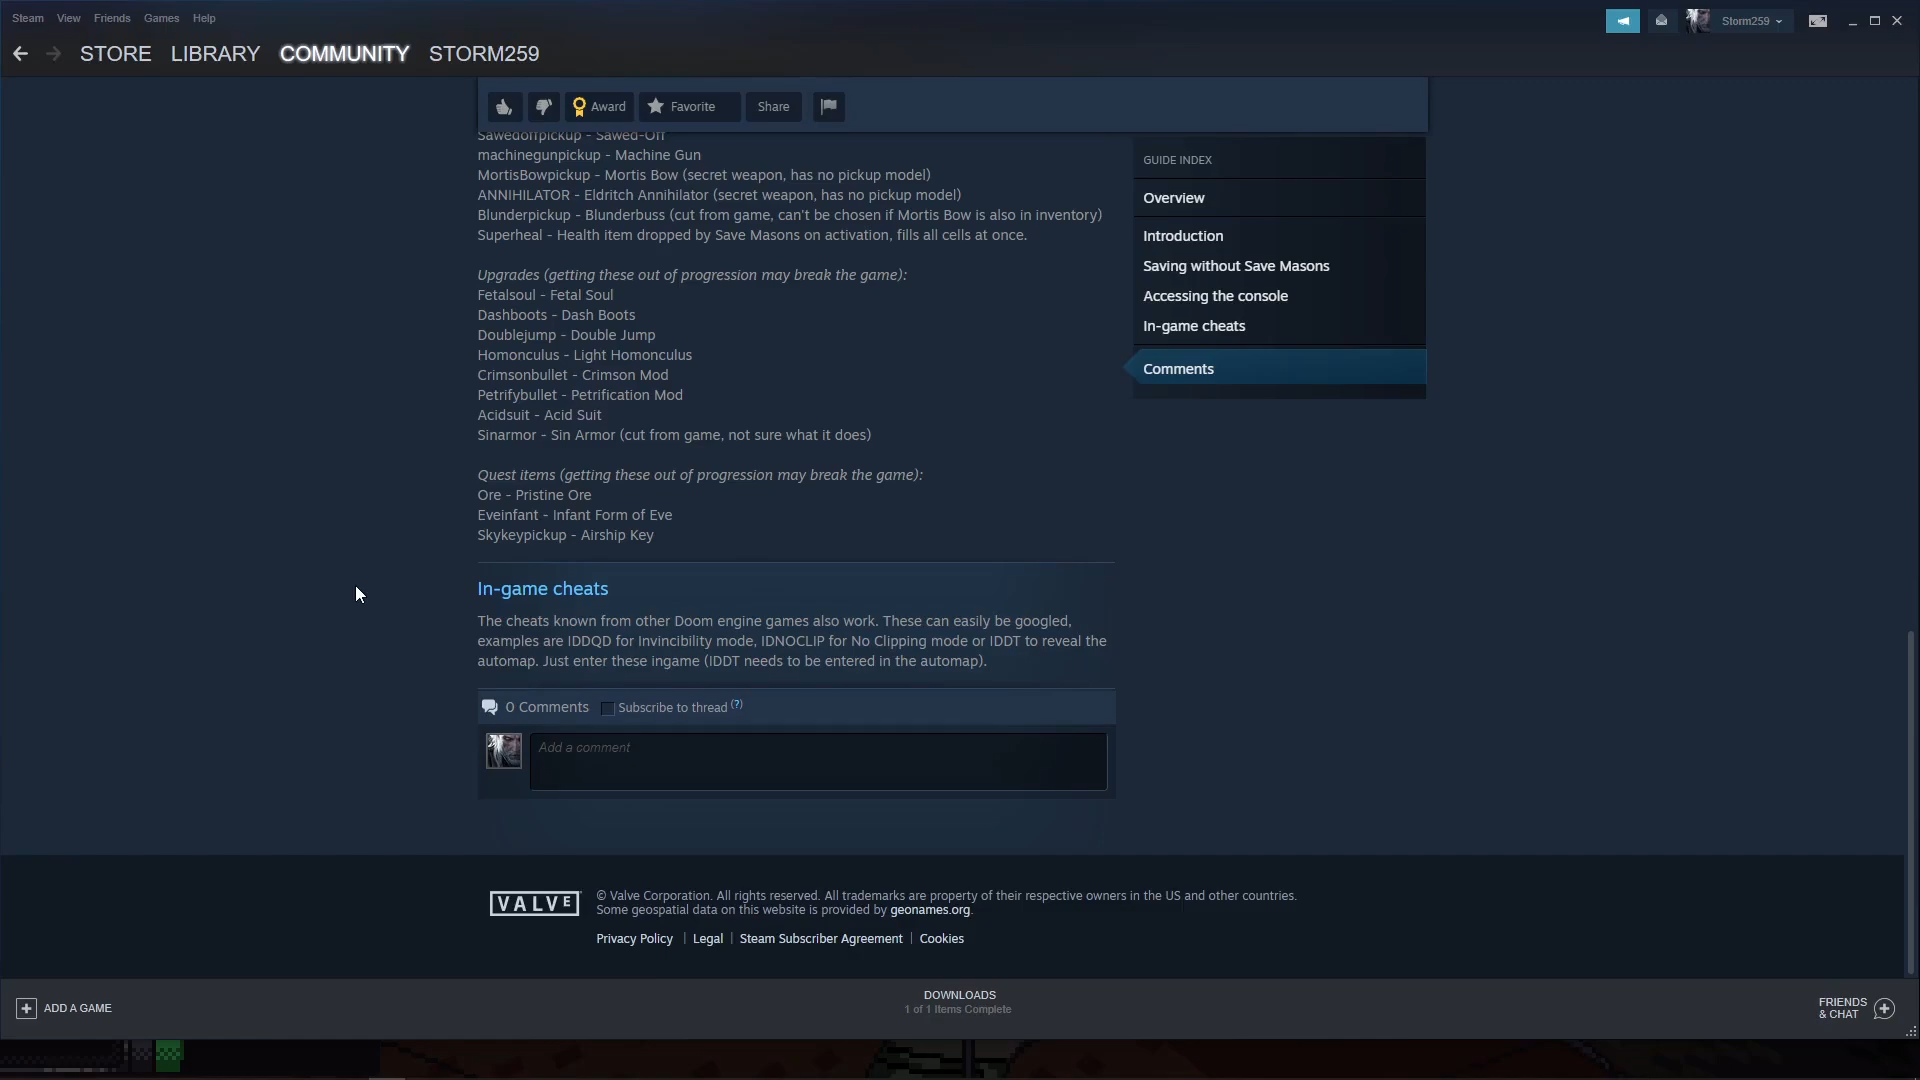 Steam View Friends Games Help
Storm259
STORE LIBRARY COMMUNITY STORM259
Award Favorite Share
Sawedoffpickup - Sawed-Off
machinegunpickup - Machine Gun
MortisBowpickup - Mortis Bow (secret weapon, has no pickup model)
ANNIHILATOR - Eldritch Annihilator (secret weapon, has no pickup model)
Blunderpickup - Blunderbuss (cut from game, can't be chosen if Mortis Bow is also in inventory)
Superheal - Health item dropped by Save Masons on activation, fills all cells at once.
Upgrades (getting these out of progression may break the game):
Fetalsoul - Fetal Soul
Dashboots - Dash Boots
Doublejump - Double Jump
Homonculus - Light Homonculus
Crimsonbullet - Crimson Mod
Petrifybullet - Petrification Mod
Acidsuit - Acid Suit
Sinarmor - Sin Armor (cut from game, not sure what it does)
Quest items (getting these out of progression may break the game):
Ore - Pristine Ore
Eveinfant - Infant Form of Eve
Skykeypickup - Airship Key
In-game cheats
The cheats known from other Doom engine games also work. These can easily be googled,
examples are IDDQD for Invincibility mode, IDNOCLIP for No Clipping mode or IDDT to reveal the
automap. Just enter these ingame (IDDT needs to be entered in the automap).
0 Comments Subscribe to thread (?)
Add a comment
GUIDE INDEX
Overview
Introduction
Saving without Save Masons
Accessing the console
In-game cheats
Comments
VALVE
© Valve Corporation. All rights reserved. All trademarks are property of their respective owners in the US and other countries.
Some geospatial data on this website is provided by geonames.org.
Privacy Policy | Legal | Steam Subscriber Agreement | Cookies
ADD A GAME
DOWNLOADS
1 of 1 Items Complete
FRIENDS
& CHAT